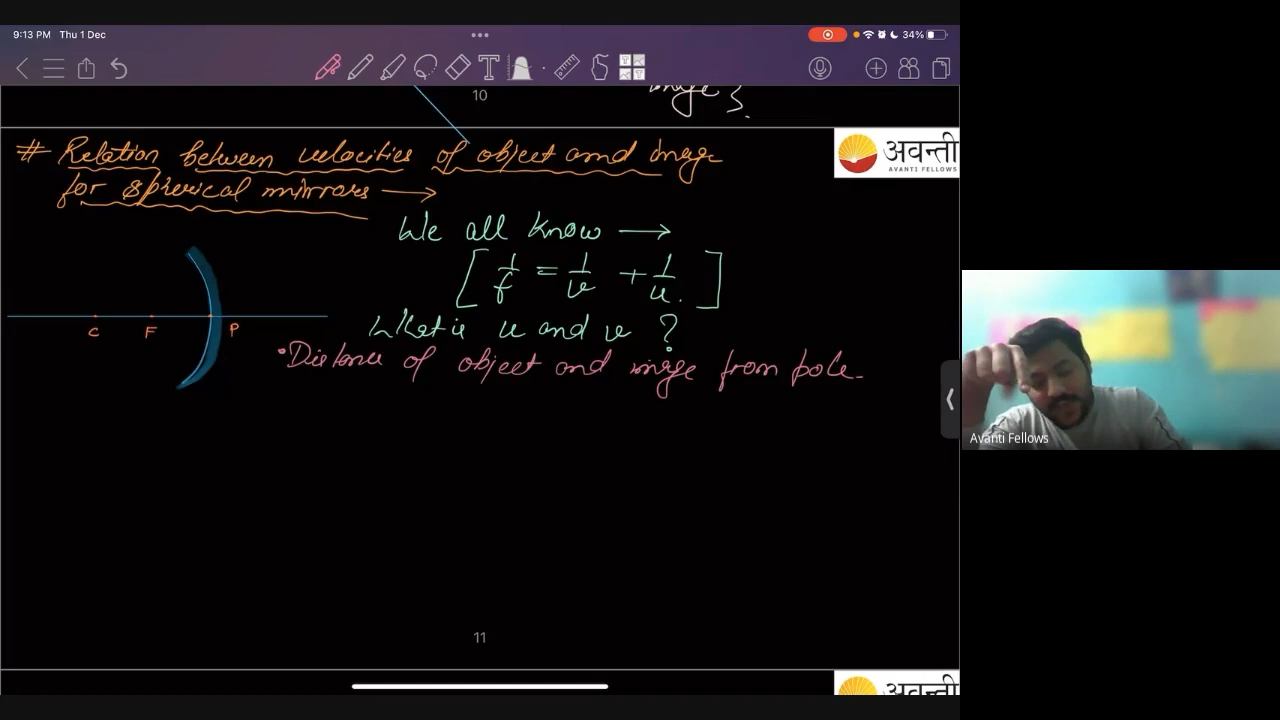 9:13 PM Thu 1 Dec
34%
10
image }.
# Relation between velocities of object and image
for spherical mirrors →
अवन्ती
AVANTI FELLOWS
We all know →
[ 1/f = 1/v + 1/u. ]
C F P
What is u and v ?
• Distance of object and image from pole.
Avanti Fellows
11
अवन्ती